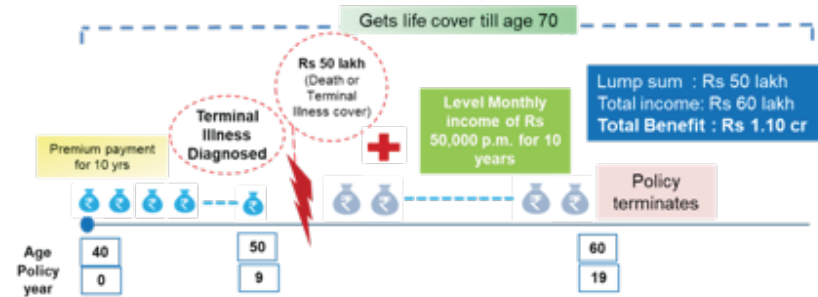 Gets life cover till age 70
Rs 50 lakh
(Death or
Terminal
Illness cover)
Lump sum : Rs 50 lakh
Total income: Rs 60 lakh
Total Benefit : Rs 1.10 cr
Terminal
Illness
Diagnosed
Level Monthly
income of Rs
50,000 p.m. for 10
years
Premium payment
for 10 yrs
₹ ₹ ₹ ₹ ₹ ₹ ₹ ₹ ₹
Policy
terminates
Age 40 50 60
Policy
year 0 9 19